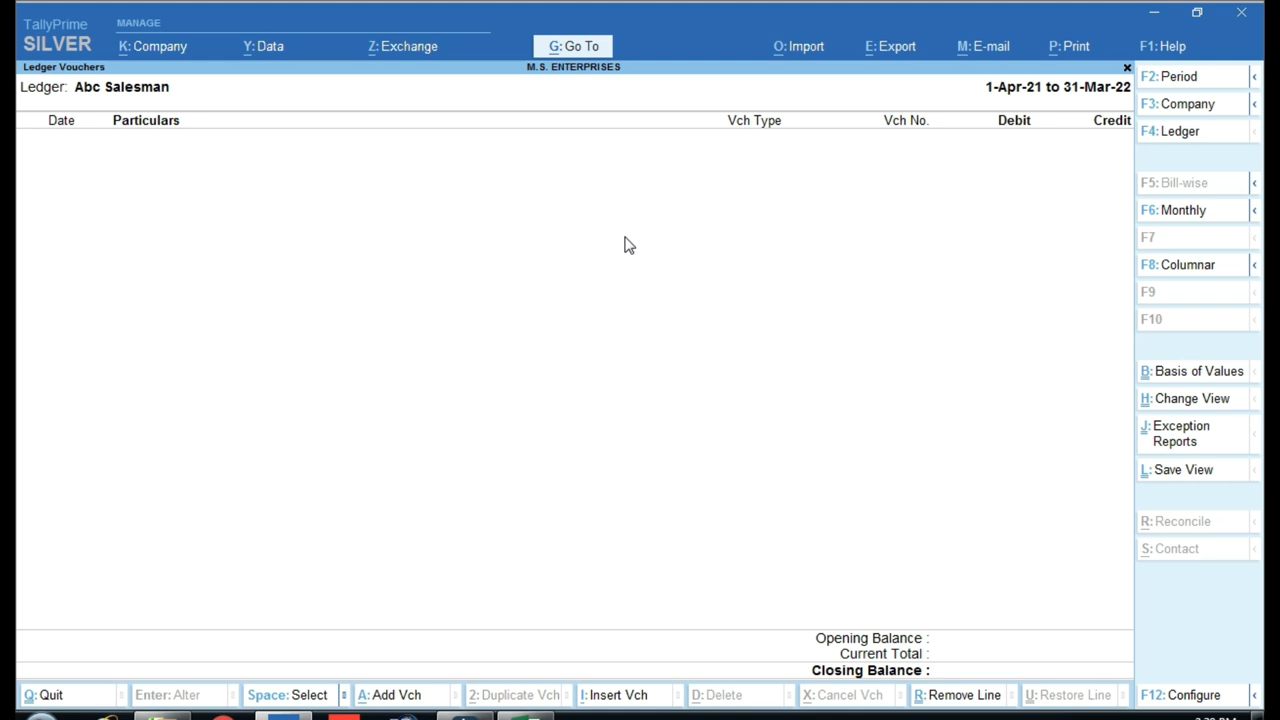 TallyPrime
SILVER
MANAGE
K: Company
Y: Data
Z: Exchange
G: Go To
O: Import
E: Export
M: E-mail
P: Print
F1: Help
Ledger Vouchers
M.S. ENTERPRISES
Ledger: Abc Salesman
1-Apr-21 to 31-Mar-22
Date Particulars Vch Type Vch No. Debit Credit
Opening Balance :
Current Total :
Closing Balance :
F2: Period
F3: Company
F4: Ledger
F5: Bill-wise
F6: Monthly
F7
F8: Columnar
F9
F10
B: Basis of Values
H: Change View
J: Exception
Reports
L: Save View
R: Reconcile
S: Contact
Q: Quit
Enter: Alter
Space: Select
A: Add Vch
2: Duplicate Vch
I: Insert Vch
D: Delete
X: Cancel Vch
R: Remove Line
U: Restore Line
F12: Configure